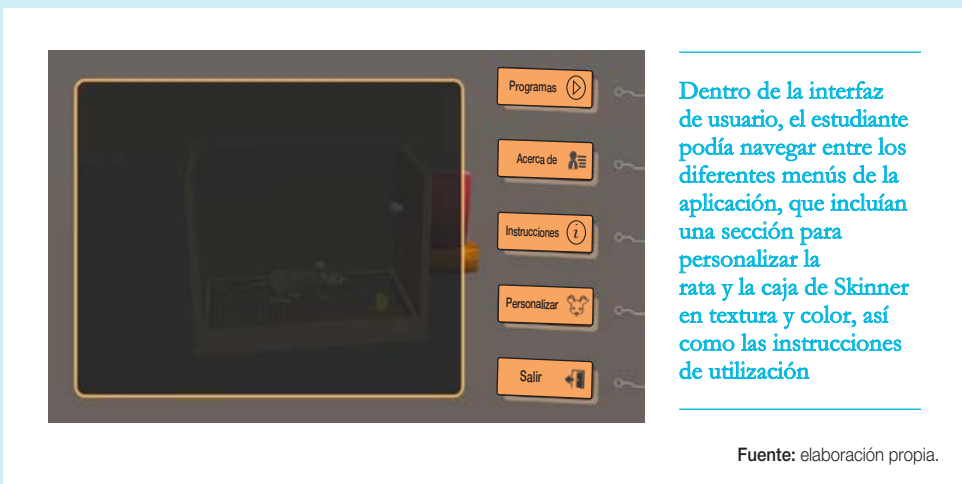 Programas
Acerca de
Instrucciones
Personalizar
Salir
Dentro de la interfaz
de usuario, el estudiante
podía navegar entre los
diferentes menús de la
aplicación, que incluían
una sección para
personalizar la
rata y la caja de Skinner
en textura y color, así
como las instrucciones
de utilización
Fuente: elaboración propia.